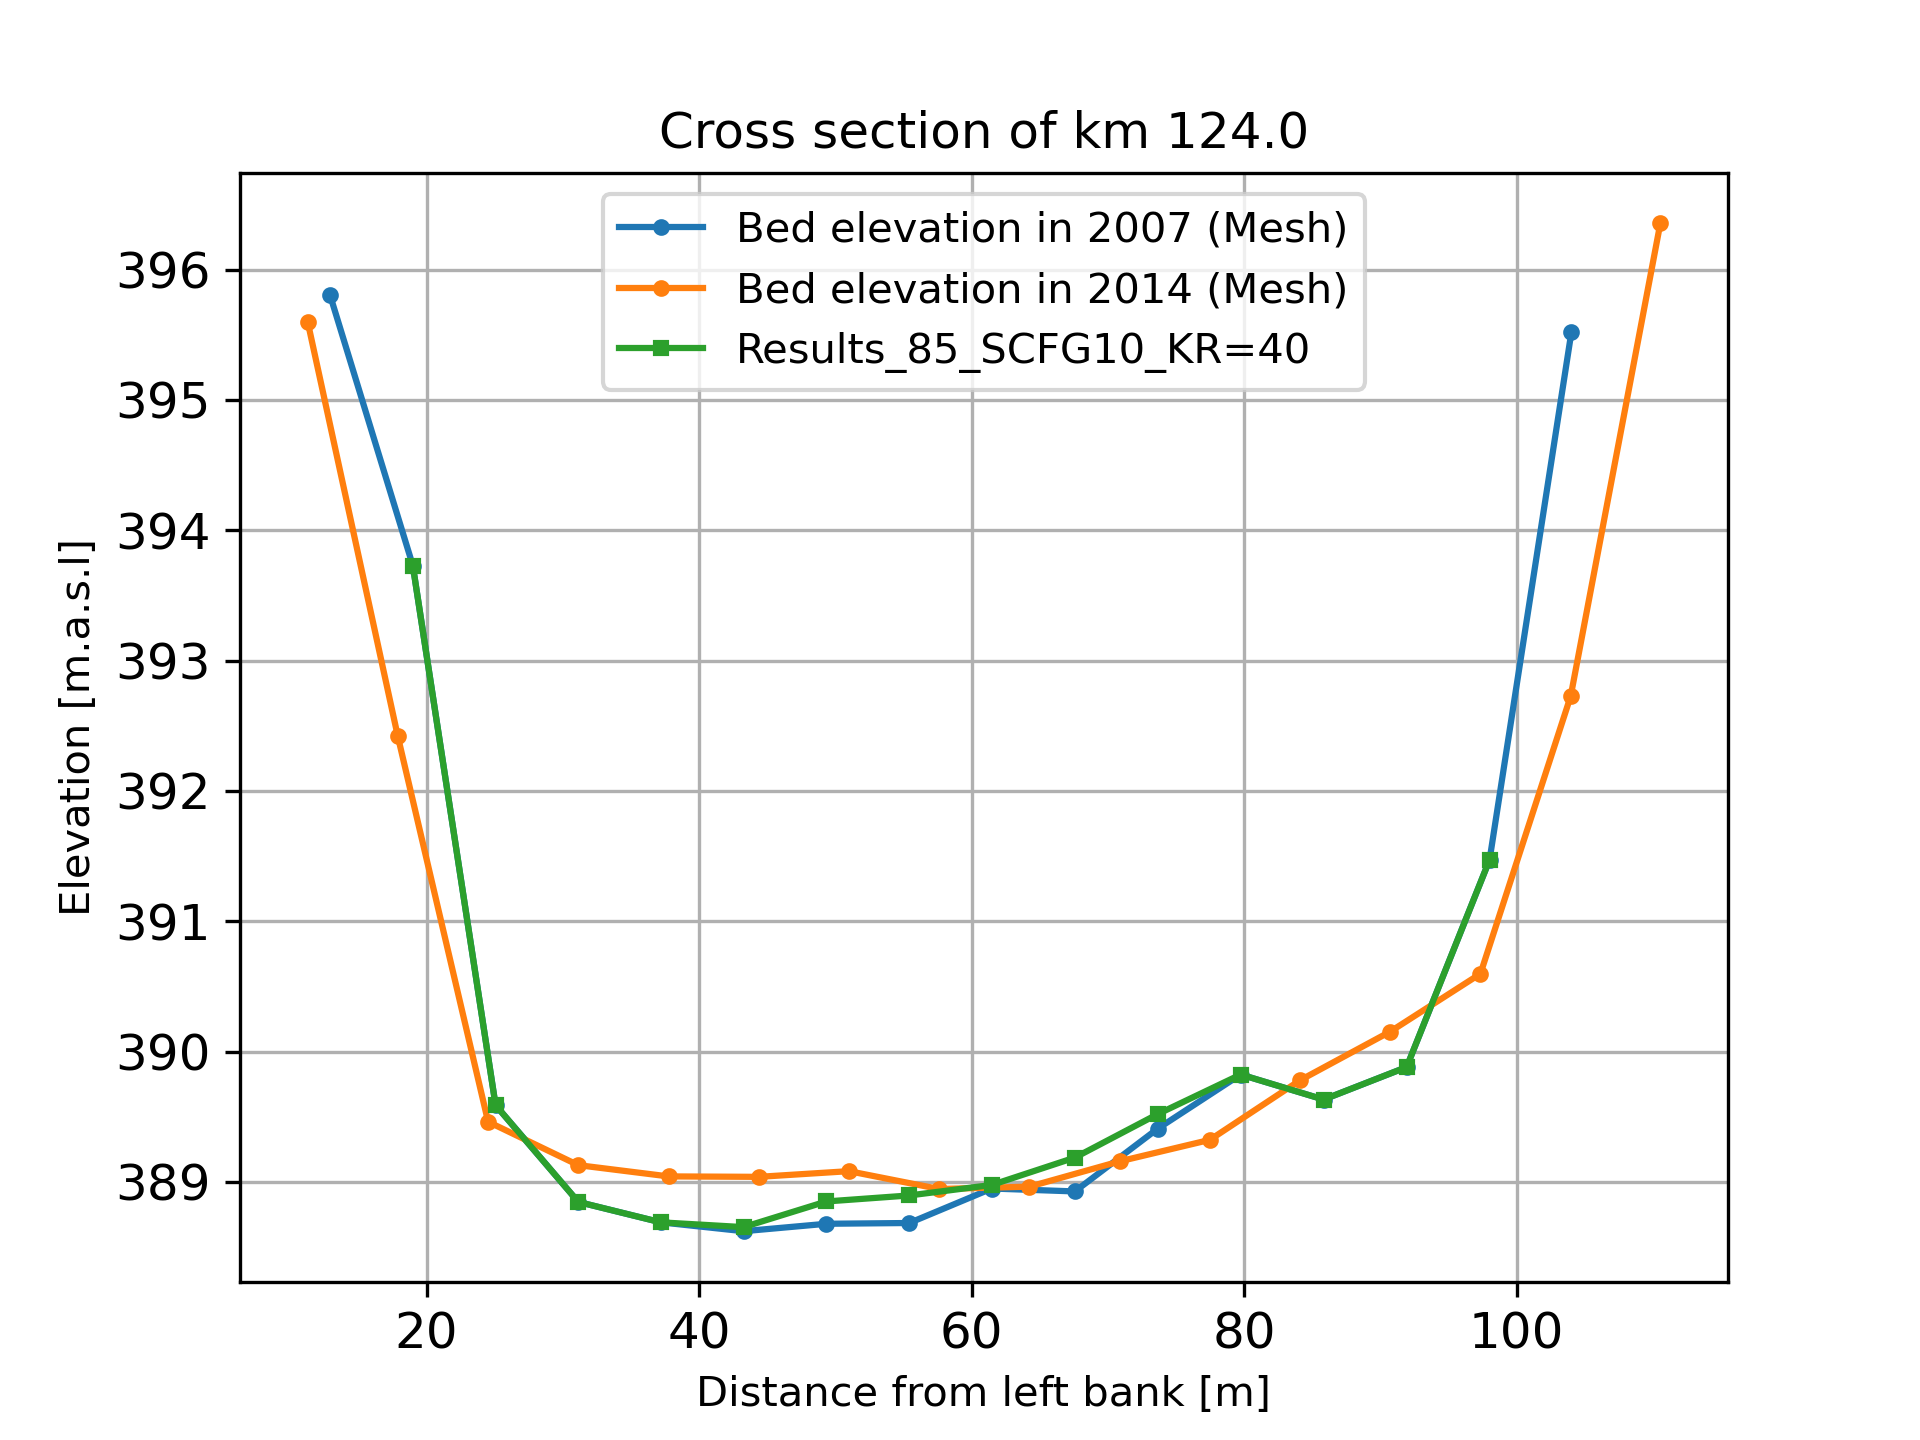 Cross section of km 124.0
Bed elevation in 2007 (Mesh)
Bed elevation in 2014 (Mesh)
Results_85_SCFG10_KR=40
396
395
394
393
392
391
390
389
Elevation [m.a.s.l]
20 40 60 80 100
Distance from left bank [m]